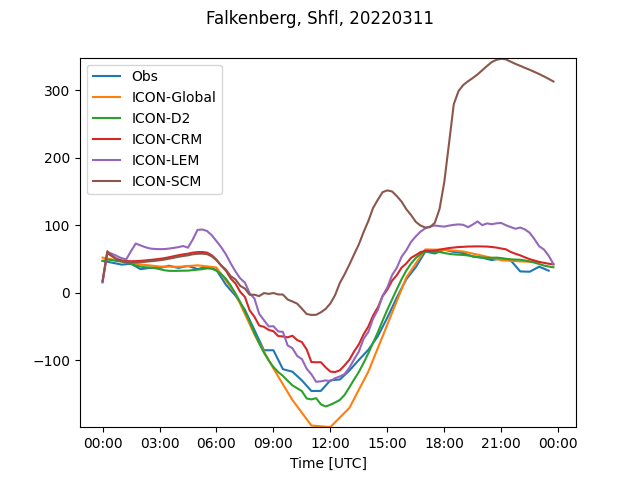 Falkenberg, Shfl, 20220311
Obs
ICON-Global
ICON-D2
ICON-CRM
ICON-LEM
ICON-SCM
300
200
100
0
−100
00:00 03:00 06:00 09:00 12:00 15:00 18:00 21:00 00:00
Time [UTC]